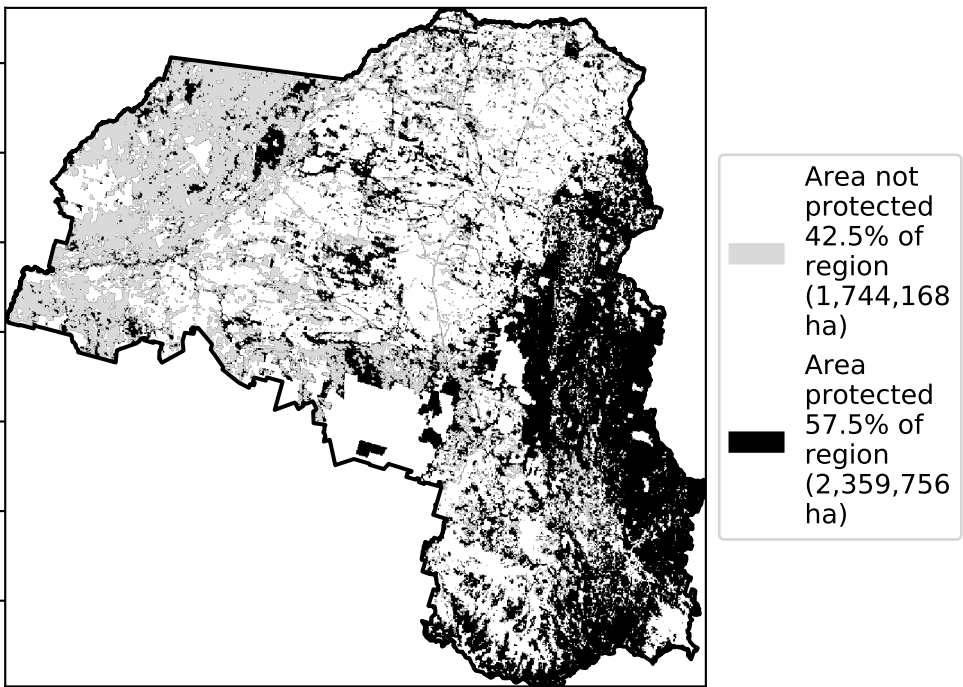 Area not
protected
42.5% of
region
(1,744,168
ha)
Area
protected
57.5% of
region
(2,359,756
ha)